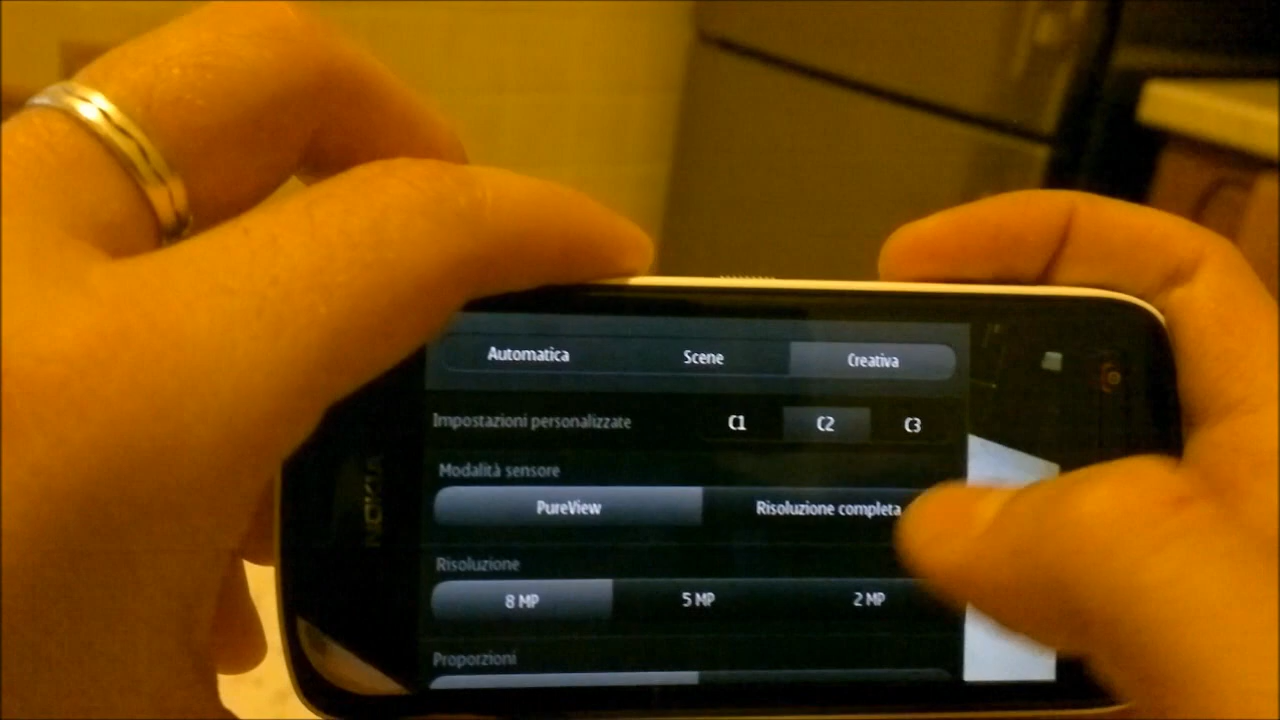 Automatica Scene Creativa
Impostazioni personalizzate C1 C2 C3
Modalità sensore
PureView Risoluzione completa
Risoluzione
8 MP 5 MP 2 MP
Proporzioni
NOKIA